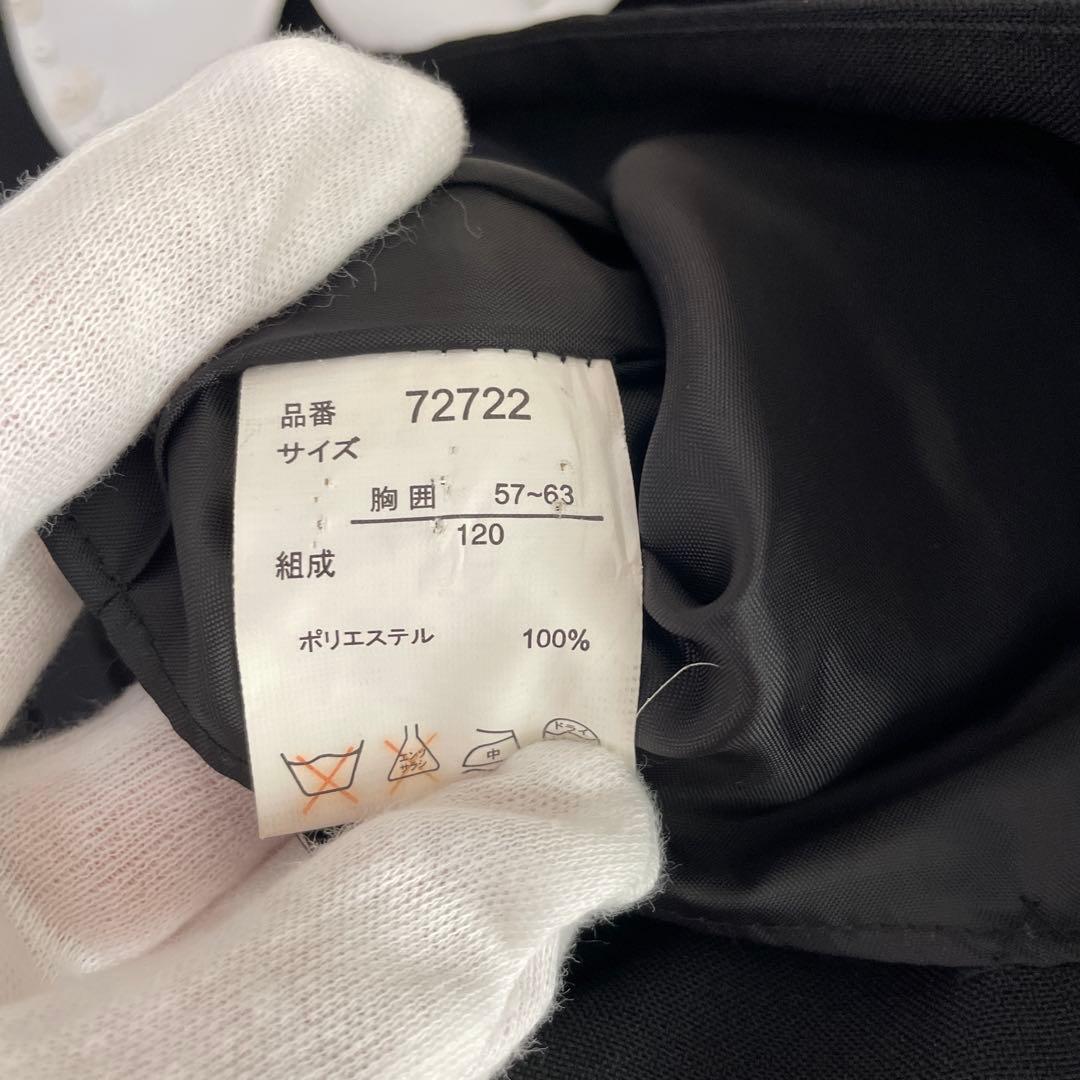 品番 72722
サイズ
胸囲 57~63
120
組成
ポリエステル 100%
エンソ
サラシ
中
ドライ